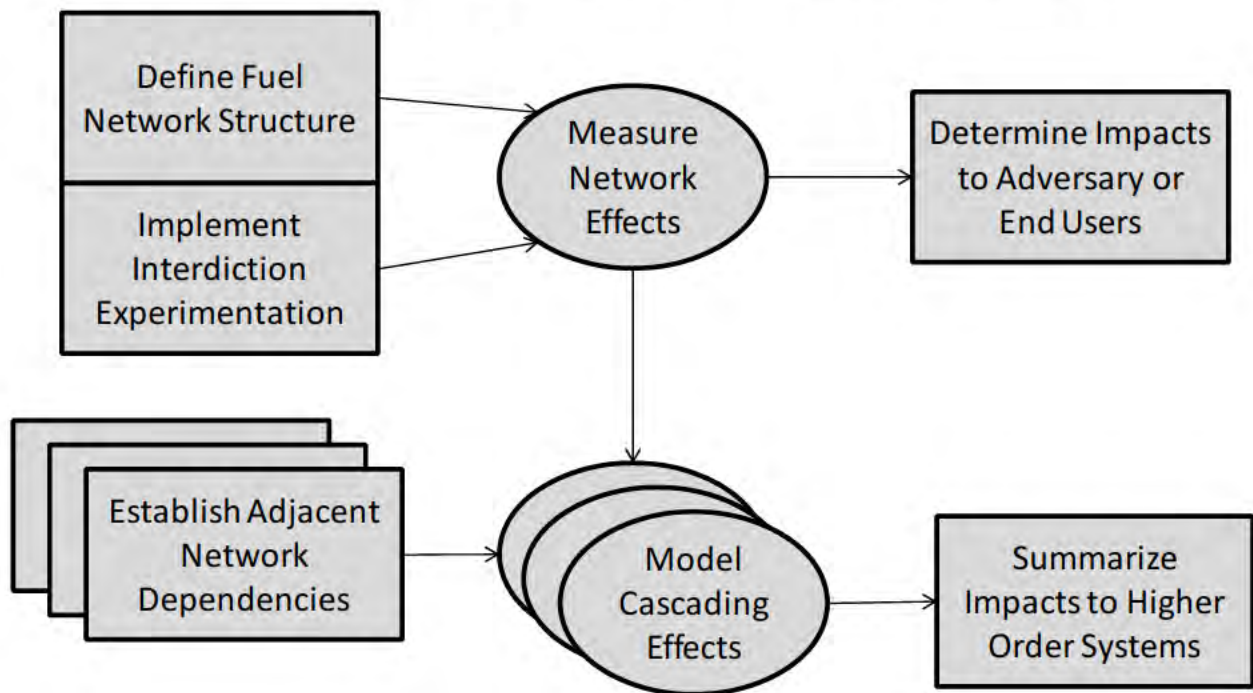 Define Fuel
Network Structure
Implement
Interdiction
Experimentation
Measure
Network
Effects
Determine Impacts
to Adversary or
End Users
Establish Adjacent
Network
Dependencies
Model
Cascading
Effects
Summarize
Impacts to Higher
Order Systems